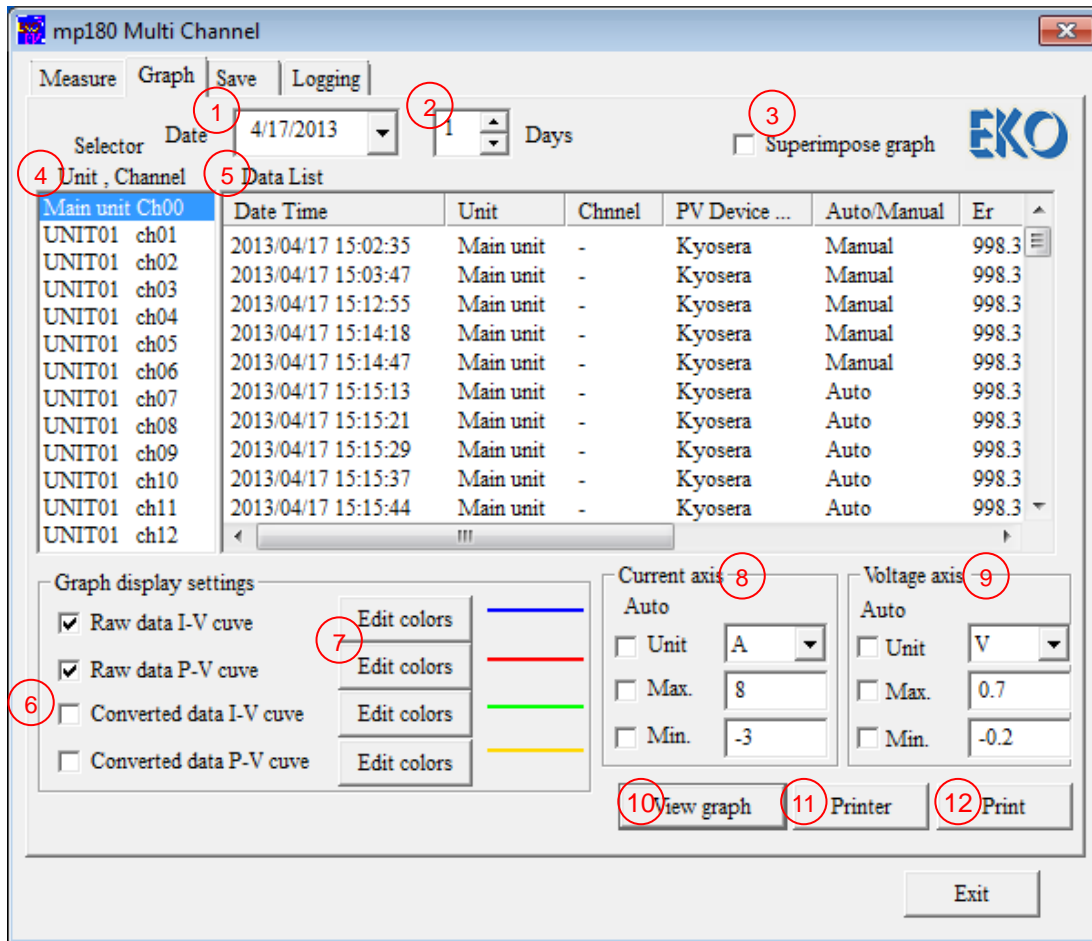 mp180 Multi Channel
Measure Graph Save Logging
1 2 3
Selector Date 4/17/2013 1 Days Superimpose graph EKO
4 Unit , Channel 5 Data List
Main unit Ch00
UNIT01 ch01
UNIT01 ch02
UNIT01 ch03
UNIT01 ch04
UNIT01 ch05
UNIT01 ch06
UNIT01 ch07
UNIT01 ch08
UNIT01 ch09
UNIT01 ch10
UNIT01 ch11
UNIT01 ch12
Date Time Unit Chnnel PV Device ... Auto/Manual Er
2013/04/17 15:02:35 Main unit - Kyosera Manual 998.3
2013/04/17 15:03:47 Main unit - Kyosera Manual 998.3
2013/04/17 15:12:55 Main unit - Kyosera Manual 998.3
2013/04/17 15:14:18 Main unit - Kyosera Manual 998.3
2013/04/17 15:14:47 Main unit - Kyosera Manual 998.3
2013/04/17 15:15:13 Main unit - Kyosera Auto 998.3
2013/04/17 15:15:21 Main unit - Kyosera Auto 998.3
2013/04/17 15:15:29 Main unit - Kyosera Auto 998.3
2013/04/17 15:15:37 Main unit - Kyosera Auto 998.3
2013/04/17 15:15:44 Main unit - Kyosera Auto 998.3
Graph display settings
Raw data I-V cuve Edit colors
7
Raw data P-V cuve Edit colors
6
Converted data I-V cuve Edit colors
Converted data P-V cuve Edit colors
Current axis 8
Auto
Unit A
Max. 8
Min. -3
Voltage axis 9
Auto
Unit V
Max. 0.7
Min. -0.2
10 View graph 11 Printer 12 Print
Exit